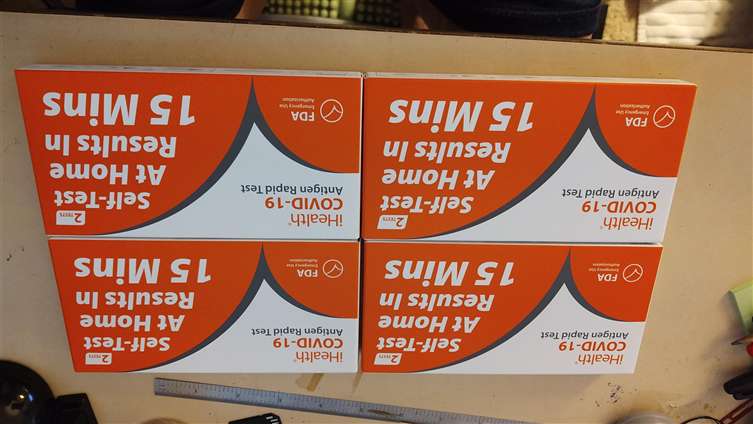 iHealth®
COVID-19
Antigen Rapid Test
2 TESTS
Self-Test
At Home
Results In
15 Mins
FDA
Emergency Use
Authorization
iHealth®
COVID-19
Antigen Rapid Test
2 TESTS
Self-Test
At Home
Results In
15 Mins
FDA
Emergency Use
Authorization
iHealth®
COVID-19
Antigen Rapid Test
2 TESTS
Self-Test
At Home
Results In
15 Mins
FDA
Emergency Use
Authorization
iHealth®
COVID-19
Antigen Rapid Test
2 TESTS
Self-Test
At Home
Results In
15 Mins
FDA
Emergency Use
Authorization